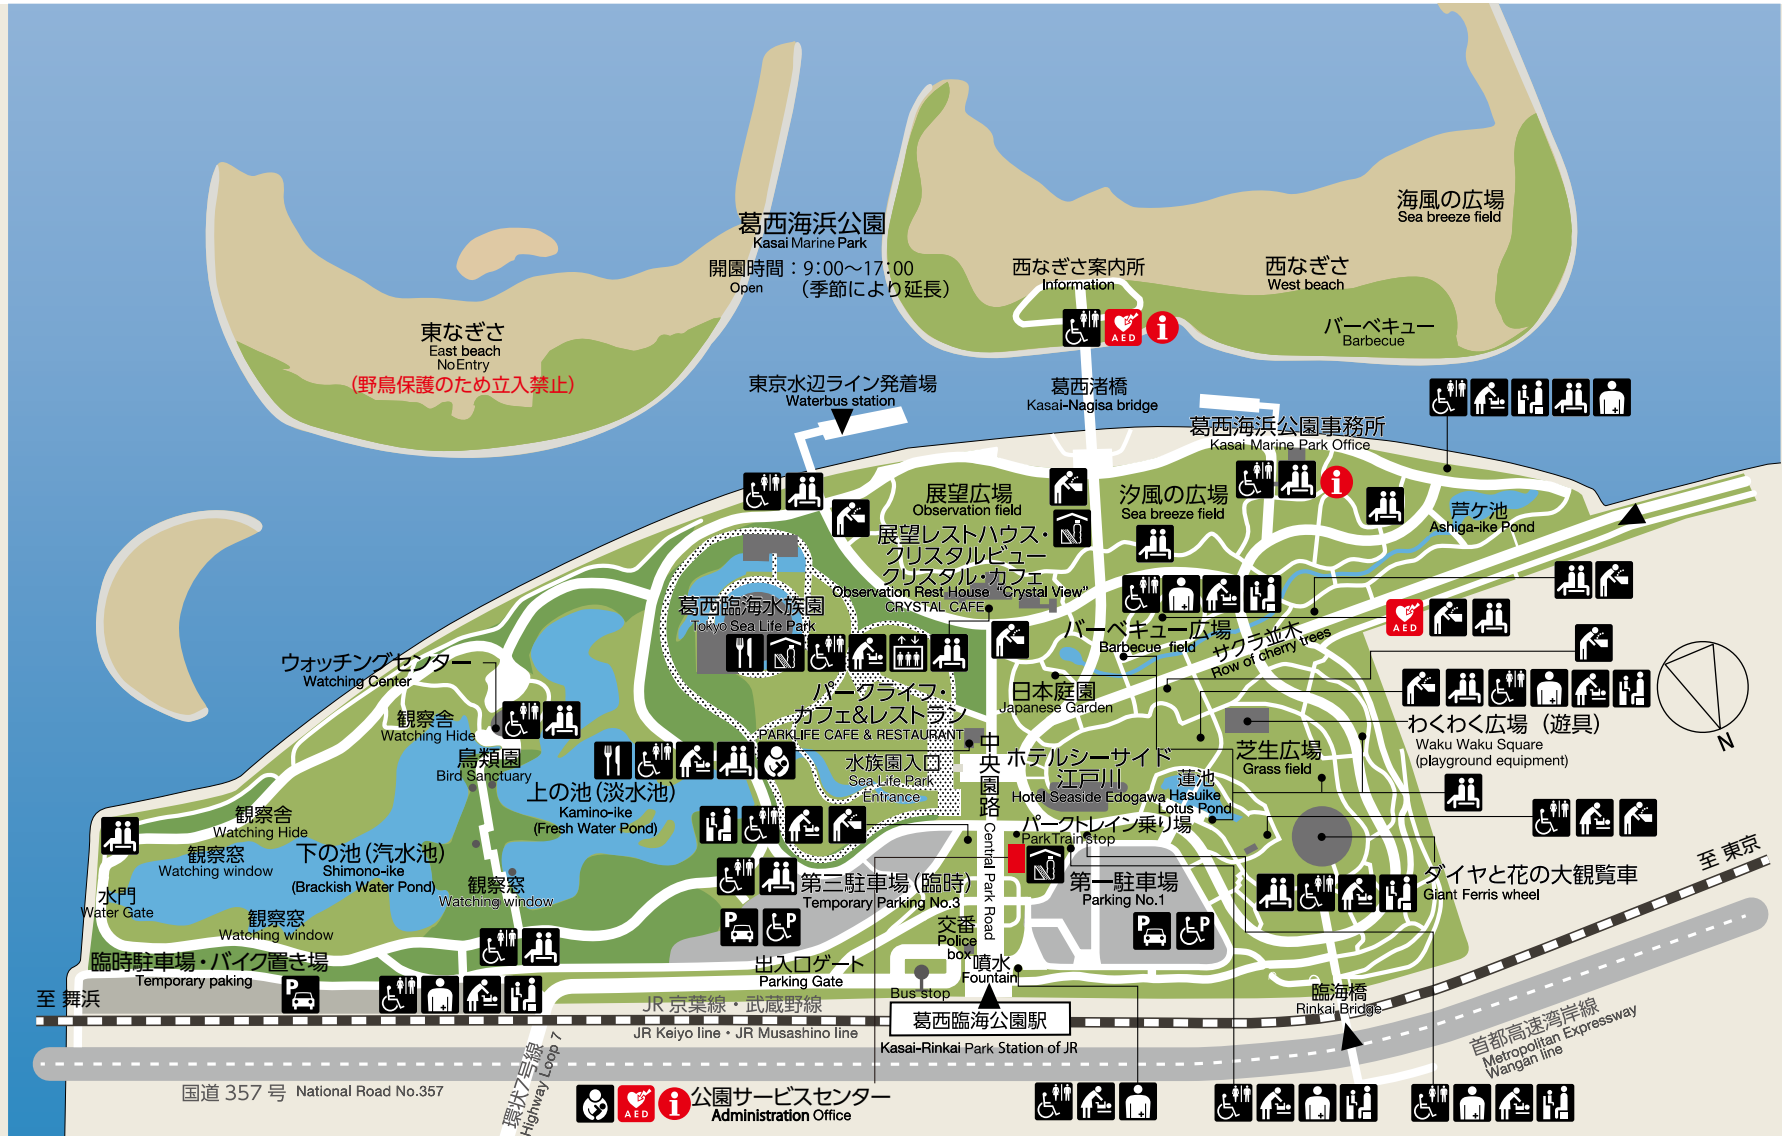 海風の広場
Sea breeze field
葛西海浜公園
Kasai Marine Park
開園時間：9:00〜17:00
Open （季節により延長）
西なぎさ案内所
Information
AED
西なぎさ
West beach
バーベキュー
Barbecue
東なぎさ
East beach
No Entry
（野鳥保護のため立入禁止）
東京水辺ライン発着場
Waterbus station
葛西渚橋
Kasai-Nagisa bridge
葛西海浜公園事務所
Kasai Marine Park Office
展望広場
Observation field
汐風の広場
Sea breeze field
芦ケ池
Ashiga-ike Pond
展望レストハウス・
クリスタルビュー
クリスタル・カフェ
Observation Rest House “Crystal View”
CRYSTAL CAFE
葛西臨海水族園
Tokyo Sea Life Park
バーベキュー広場
Barbecue field
サクラ並木
Row of cherry trees
AED
ウォッチングセンター
Watching Center
観察舎
Watching Hide
鳥類園
Bird Sanctuary
パークライフ・
カフェ&レストラン
PARKLIFE CAFE & RESTAURANT
日本庭園
Japanese Garden
わくわく広場（遊具）
Waku Waku Square
(playground equipment)
N
芝生広場
Grass field
水族園入口
Sea Life Park
Entrance
中央園路
Central Park Road
ホテルシーサイド
江戸川
Hotel Seaside Edogawa
蓮池
Hasuike
Lotus Pond
上の池（淡水池）
Kamino-ike
(Fresh Water Pond)
観察舎
Watching Hide
観察窓
Watching window
下の池（汽水池）
Shimono-ike
(Brackish Water Pond)
観察窓
Watching window
水門
Water Gate
観察窓
Watching window
パークトレイン乗り場
Park Train stop
第三駐車場（臨時）
Temporary Parking No.3
P
P
第一駐車場
Parking No.1
P
P
ダイヤと花の大観覧車
Giant Ferris wheel
至 東京
交番
Police
box
噴水
Fountain
出入口ゲート
Parking Gate
Bus stop
臨時駐車場・バイク置き場
Temporary paking
P
至 舞浜
JR 京葉線・武蔵野線
JR Keiyo line・JR Musashino line
葛西臨海公園駅
Kasai-Rinkai Park Station of JR
臨海橋
Rinkai Bridge
首都高速湾岸線
Metropolitan Expressway
Wangan line
国道 357 号 National Road No.357
環状7号線
Highway Loop 7
AED
公園サービスセンター
Administration Office